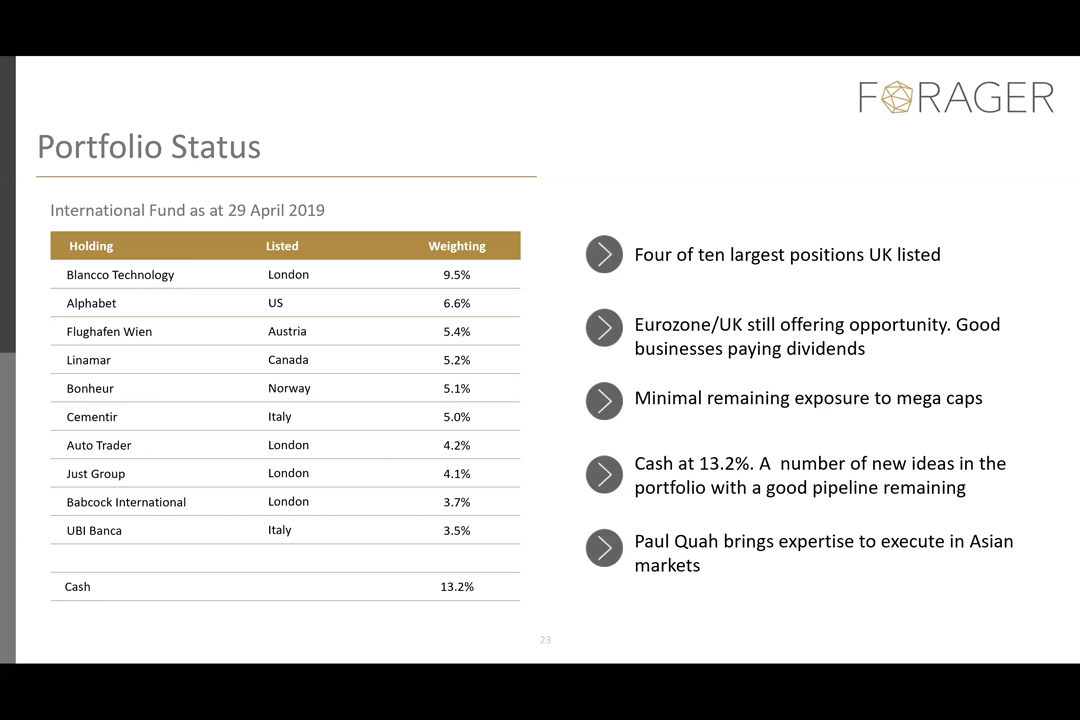 FORAGER
Portfolio Status
International Fund as at 29 April 2019
Holding Listed Weighting
Blancco Technology London 9.5%
Alphabet US 6.6%
Flughafen Wien Austria 5.4%
Linamar Canada 5.2%
Bonheur Norway 5.1%
Cementir Italy 5.0%
Auto Trader London 4.2%
Just Group London 4.1%
Babcock International London 3.7%
UBI Banca Italy 3.5%
Cash 13.2%
Four of ten largest positions UK listed
Eurozone/UK still offering opportunity. Good
businesses paying dividends
Minimal remaining exposure to mega caps
Cash at 13.2%. A  number of new ideas in the
portfolio with a good pipeline remaining
Paul Quah brings expertise to execute in Asian
markets
23